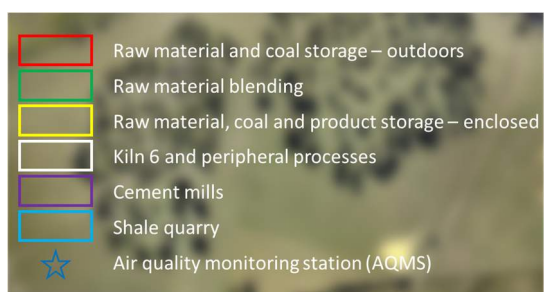 Raw material and coal storage – outdoors
Raw material blending
Raw material, coal and product storage – enclosed
Kiln 6 and peripheral processes
Cement mills
Shale quarry
Air quality monitoring station (AQMS)